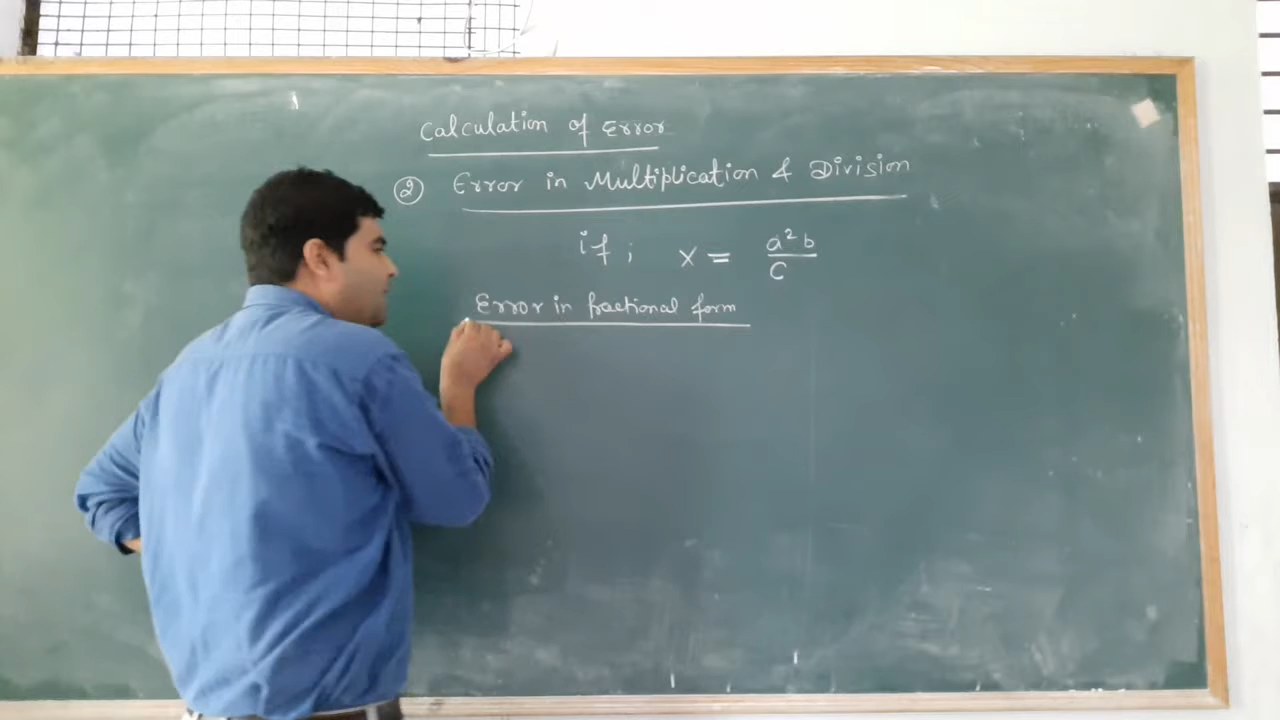 Calculation of Error
② Error in Multiplication & Division
if ; x = a²b/c
Error in fractional form